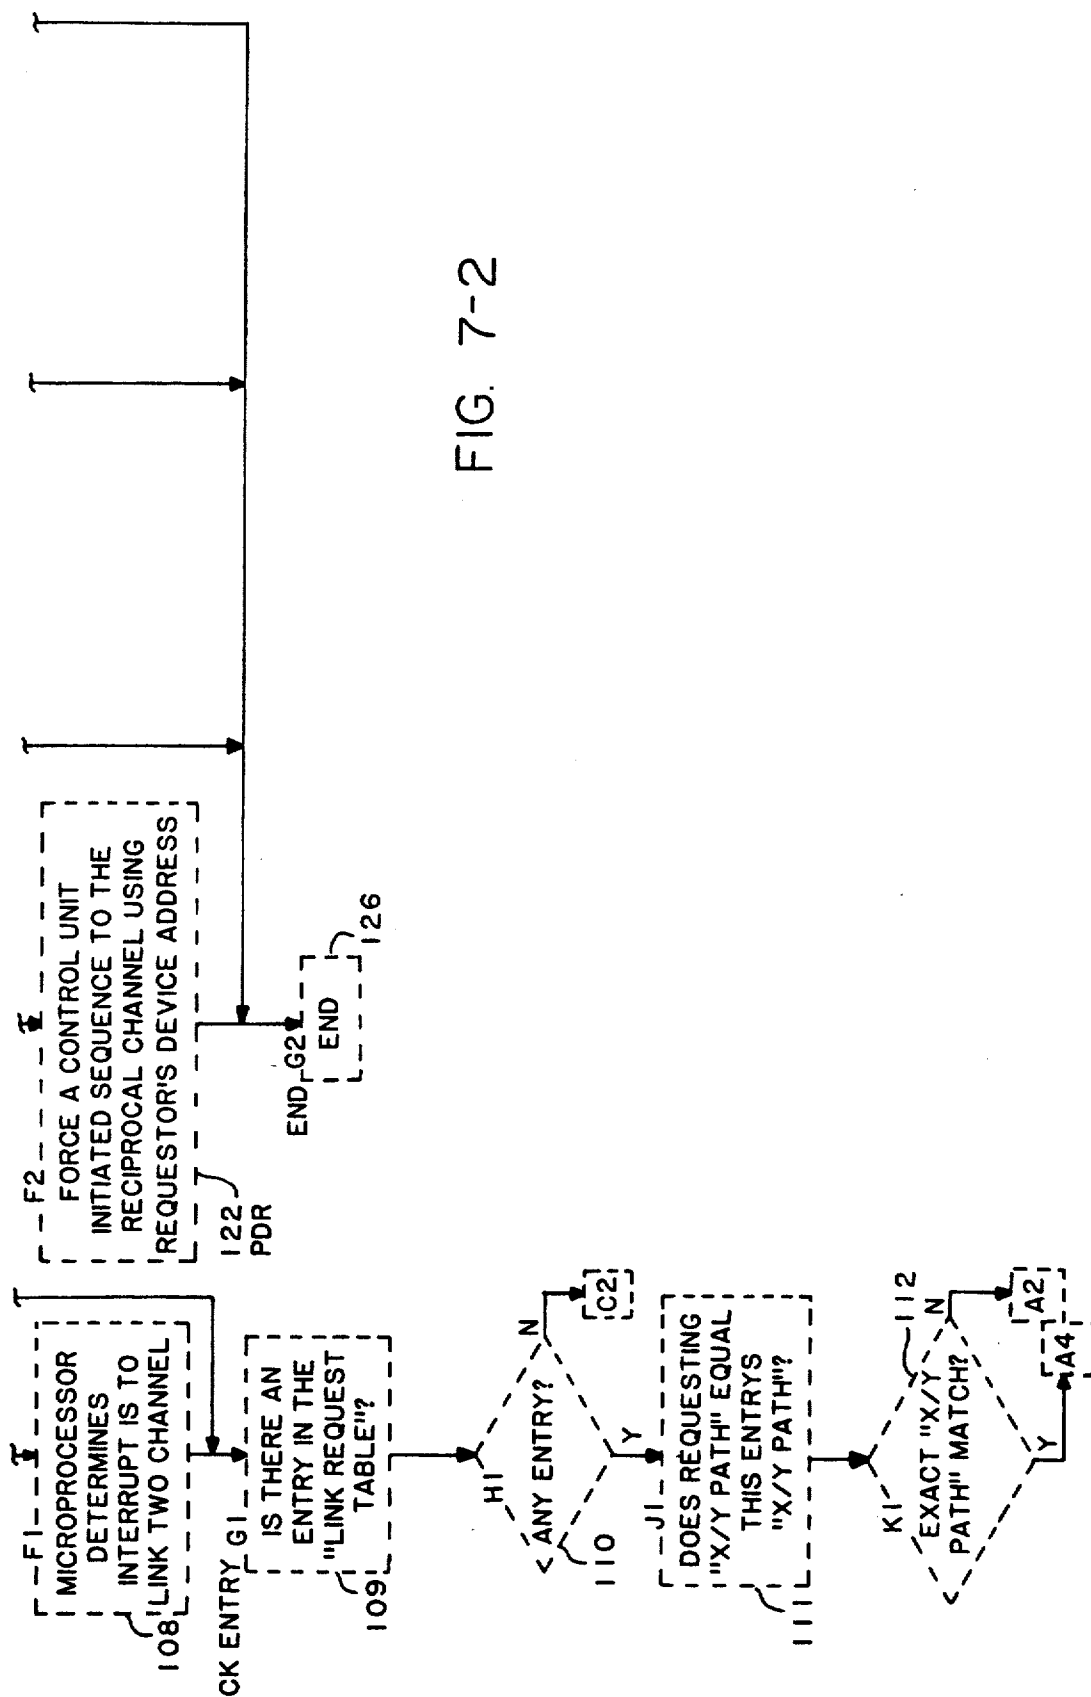 F1
MICROPROCESSOR
DETERMINES
INTERRUPT IS TO
LINK TWO CHANNEL
108
CK ENTRY G1
IS THERE AN
ENTRY IN THE
"LINK REQUEST
TABLE"?
109
H1
ANY ENTRY?
N
110
C2
Y
J1
DOES REQUESTING
"X/Y PATH" EQUAL
THIS ENTRYS
"X/Y PATH"?
111
K1
112
EXACT "X/Y
PATH" MATCH?
N
A2
Y
A4
F2
FORCE A CONTROL UNIT
INITIATED SEQUENCE TO THE
RECIPROCAL CHANNEL USING
REQUESTOR'S DEVICE ADDRESS
122
PDR
END G2
END
126
FIG. 7-2